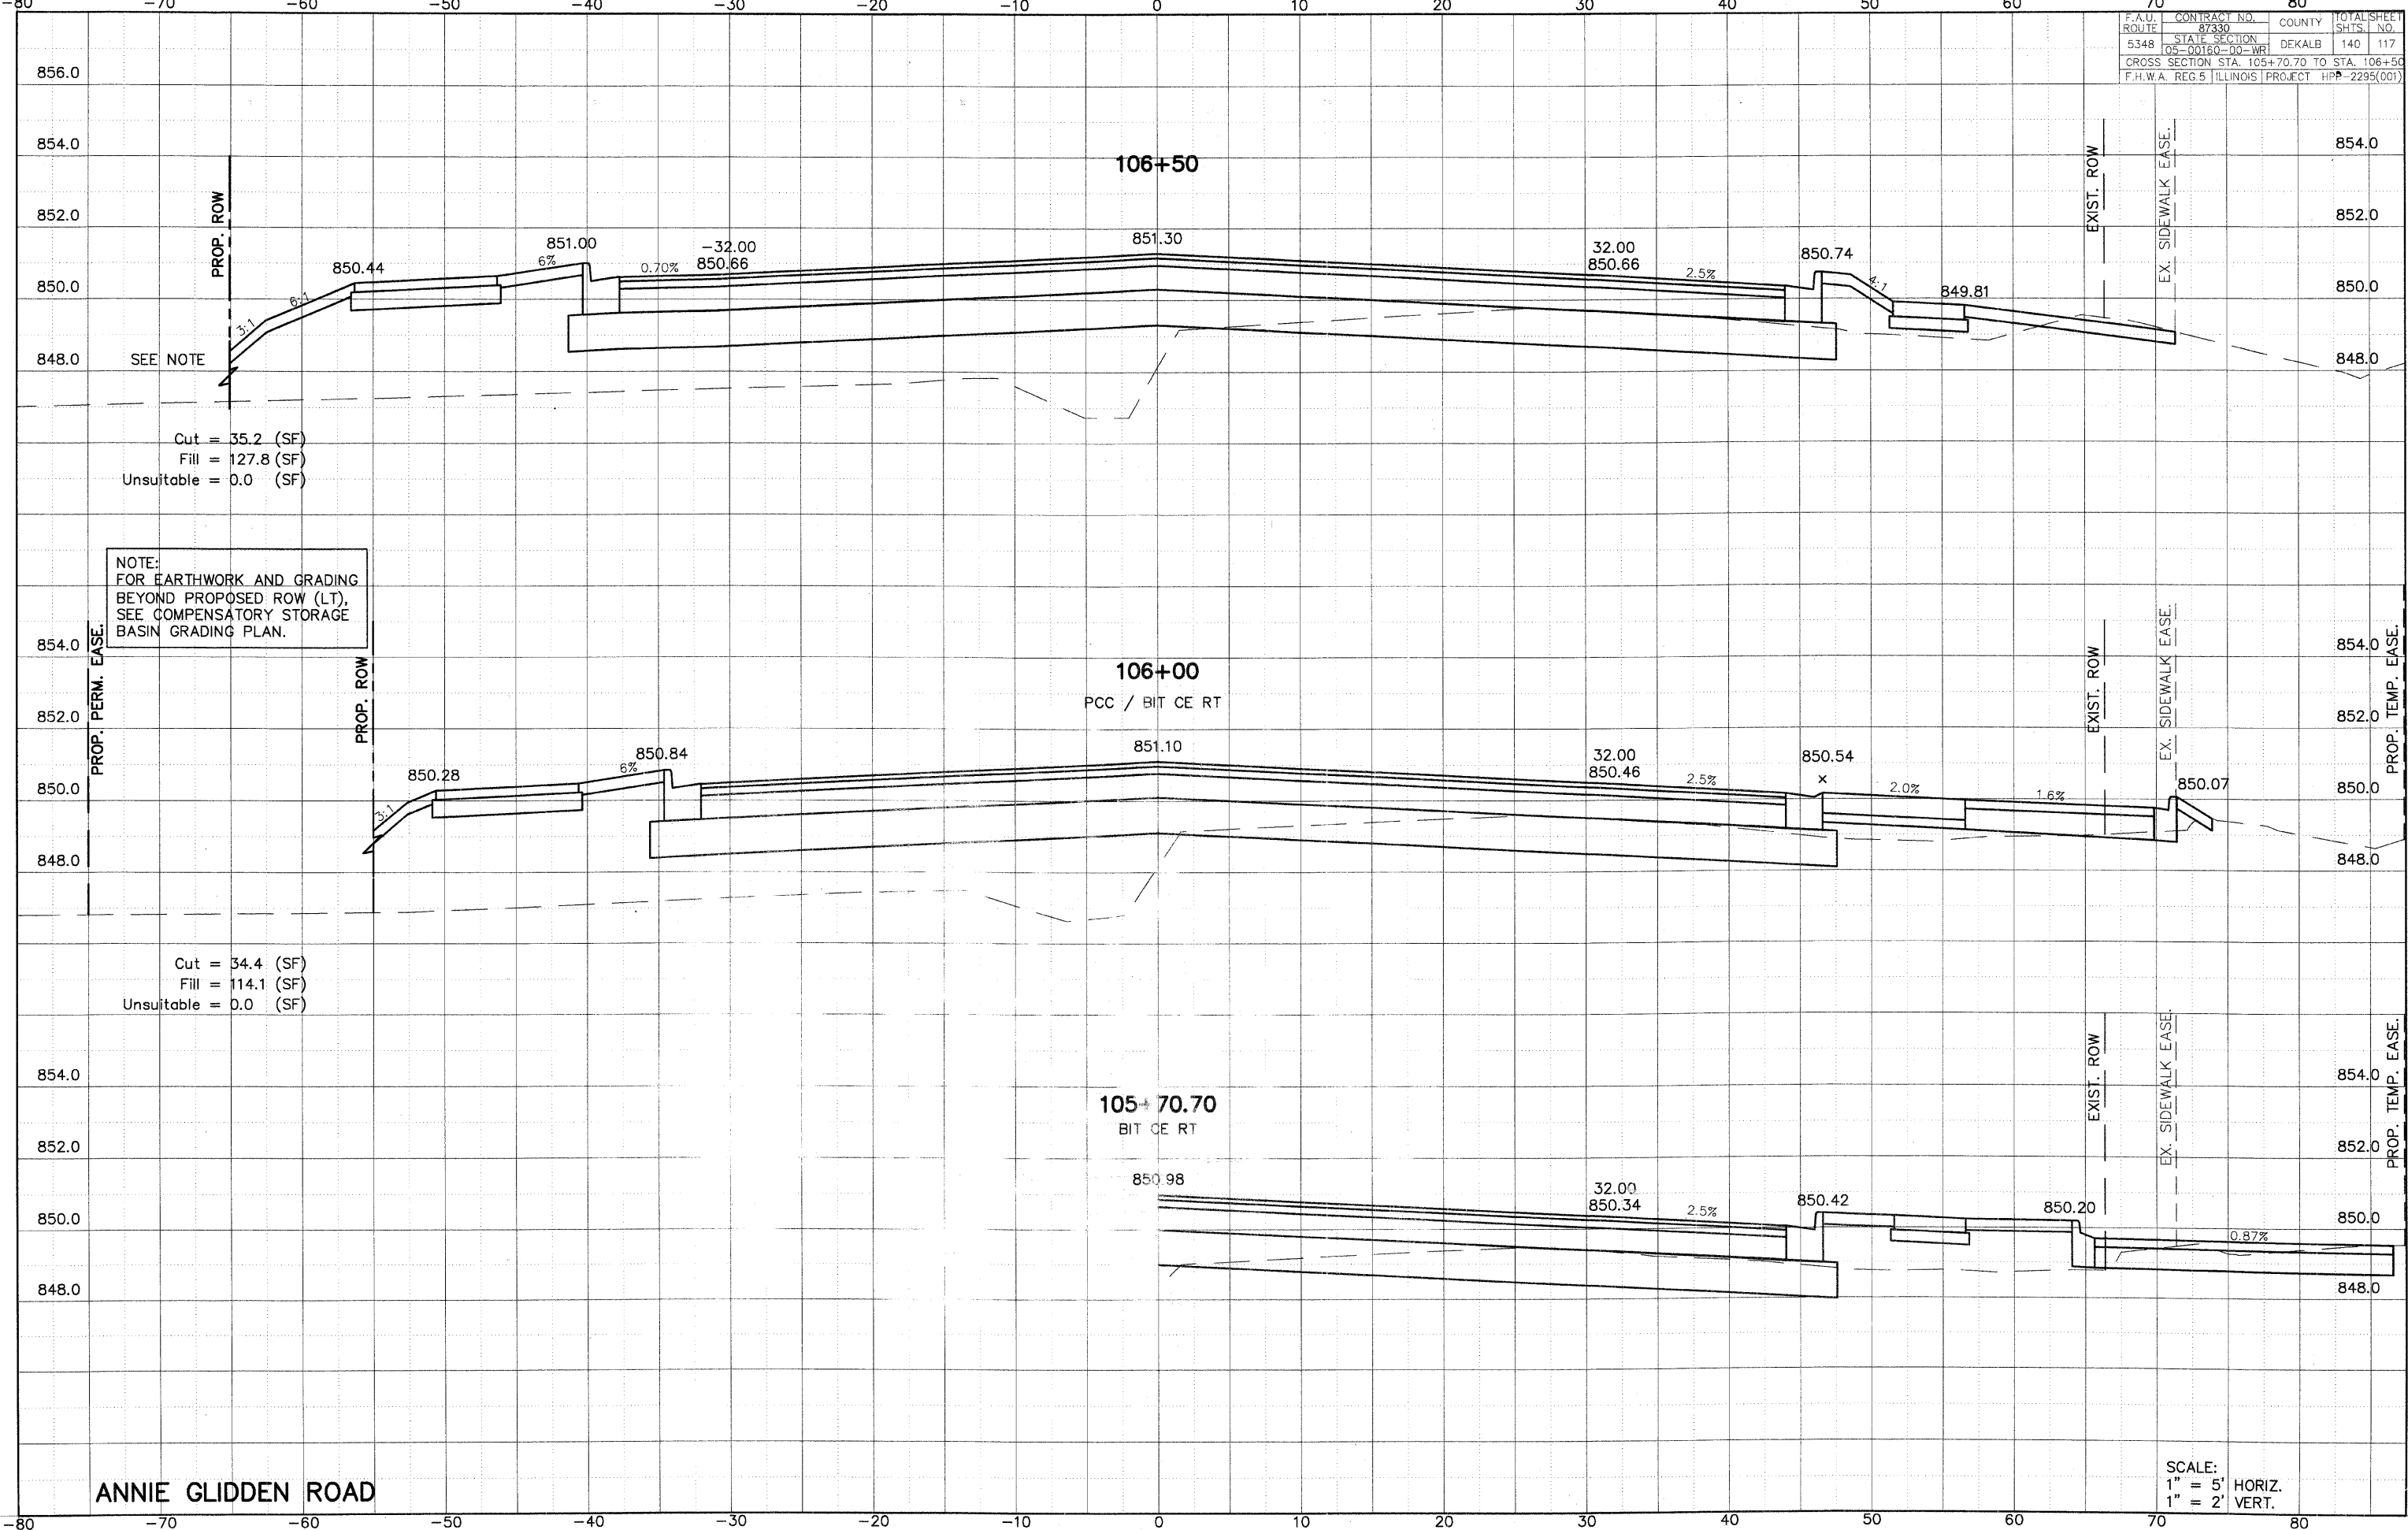 -80 -70 -60 -50 -40 -30 -20 -10 0 10 20 30 40 50 60 70 80
F.A.U. ROUTE CONTRACT NO. COUNTY TOTAL SHTS. SHEET NO.
87330
5348 STATE SECTION DEKALB 140 117
05-00160-00-WR
CROSS SECTION STA. 105+70.70 TO STA. 106+50
F.H.W.A. REG.5 ILLINOIS PROJECT HPP-2295(001)
856.0
854.0 106+50 854.0
PROP. ROW
EXIST. ROW
EX. SIDEWALK EASE.
852.0 852.0
850.44 6% 851.00 0.70% -32.00 850.66 851.30 32.00 850.66 2.5% 850.74 4:1 849.81
850.0 6:1 850.0
3:1
848.0 SEE NOTE 848.0
Cut = 35.2 (SF)
Fill = 127.8 (SF)
Unsuitable = 0.0 (SF)
NOTE:
FOR EARTHWORK AND GRADING
BEYOND PROPOSED ROW (LT),
SEE COMPENSATORY STORAGE
BASIN GRADING PLAN.
854.0 854.0
PROP. PERM. EASE.
PROP. ROW
106+00
PCC / BIT CE RT
EXIST. ROW
EX. SIDEWALK EASE.
PROP. TEMP. EASE.
852.0 852.0
850.28 6% 850.84 851.10 32.00 850.46 2.5% 850.54 2.0% 1.6% 850.07
850.0 850.0
3:1
848.0 848.0
Cut = 34.4 (SF)
Fill = 114.1 (SF)
Unsuitable = 0.0 (SF)
854.0 854.0
105+70.70
BIT CE RT
EXIST. ROW
EX. SIDEWALK EASE.
PROP. TEMP. EASE.
852.0 852.0
850.98 32.00 850.34 2.5% 850.42 850.20 0.87%
850.0 850.0
848.0 848.0
ANNIE GLIDDEN ROAD
SCALE:
1" = 5' HORIZ.
1" = 2' VERT.
-80 -70 -60 -50 -40 -30 -20 -10 0 10 20 30 40 50 60 70 80